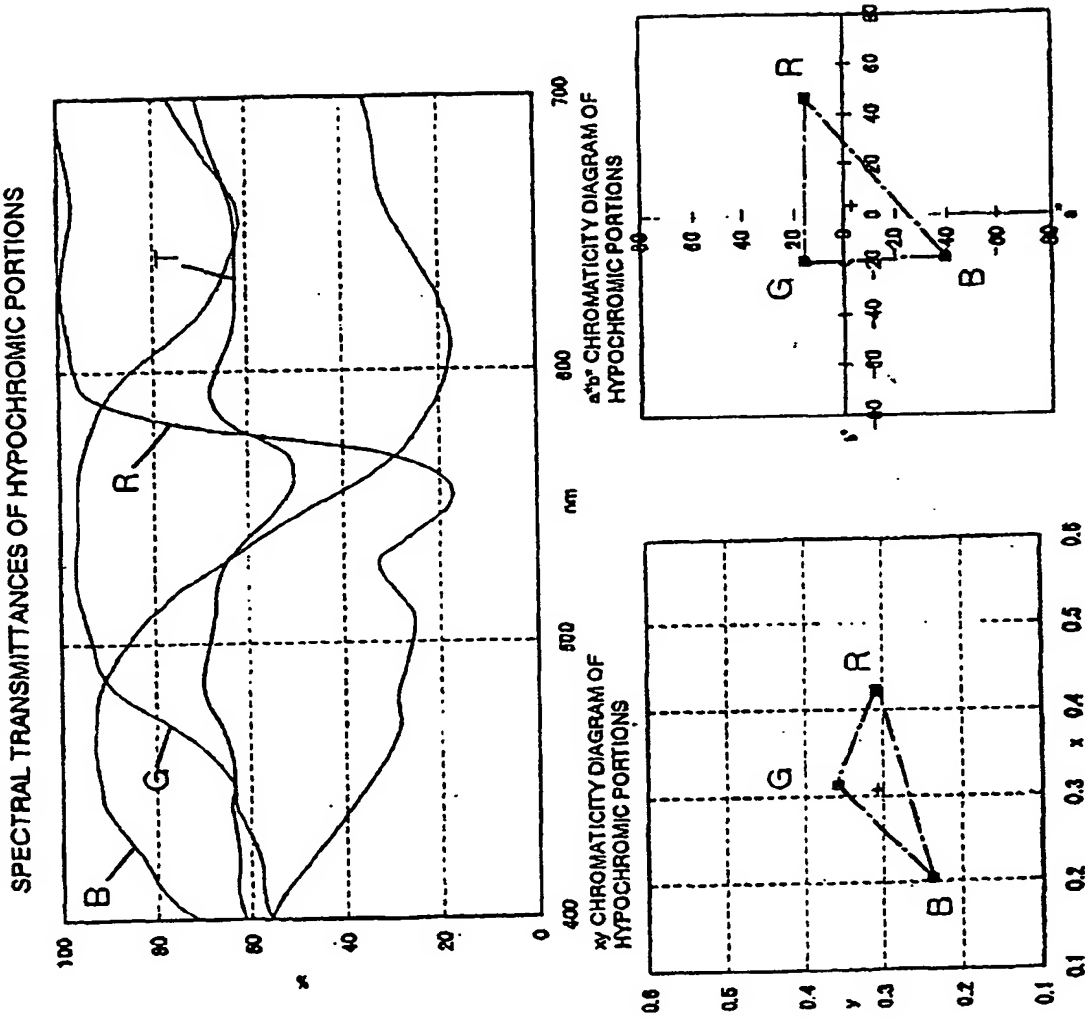 SPECTRAL TRANSMITTANCES OF HYPOCHROMIC PORTIONS
100
80
60
40
20
0
%
B
G
R
T
400
500
600
700
nm
xy CHROMATICITY DIAGRAM OF
HYPOCHROMIC PORTIONS
0.6
0.5
0.4
0.3
0.2
0.1
y
G
R
B
0.1
0.2
0.3
0.4
0.5
0.6
x
a*b* CHROMATICITY DIAGRAM OF
HYPOCHROMIC PORTIONS
b*
80
60
40
20
0
-20
-40
-60
80
G
R
B
-80
-60
-40
-20
0
20
40
60
80
a*